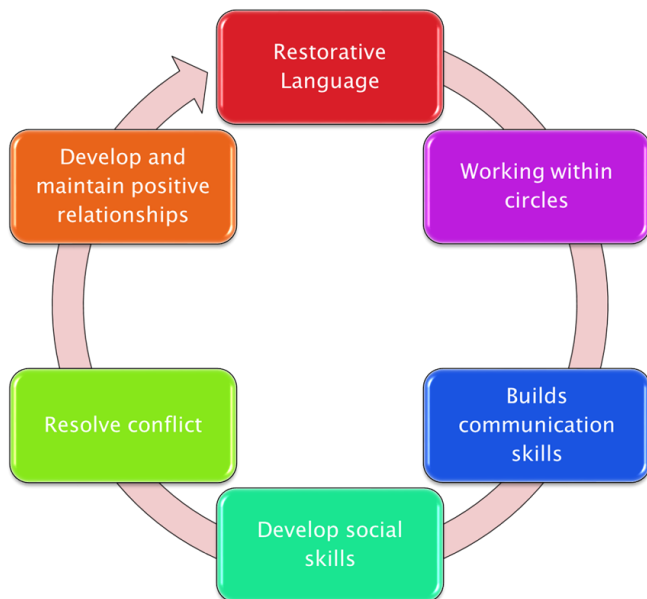 Restorative
Language
Working within
circles
Builds
communication
skills
Develop social
skills
Resolve conflict
Develop and
maintain positive
relationships